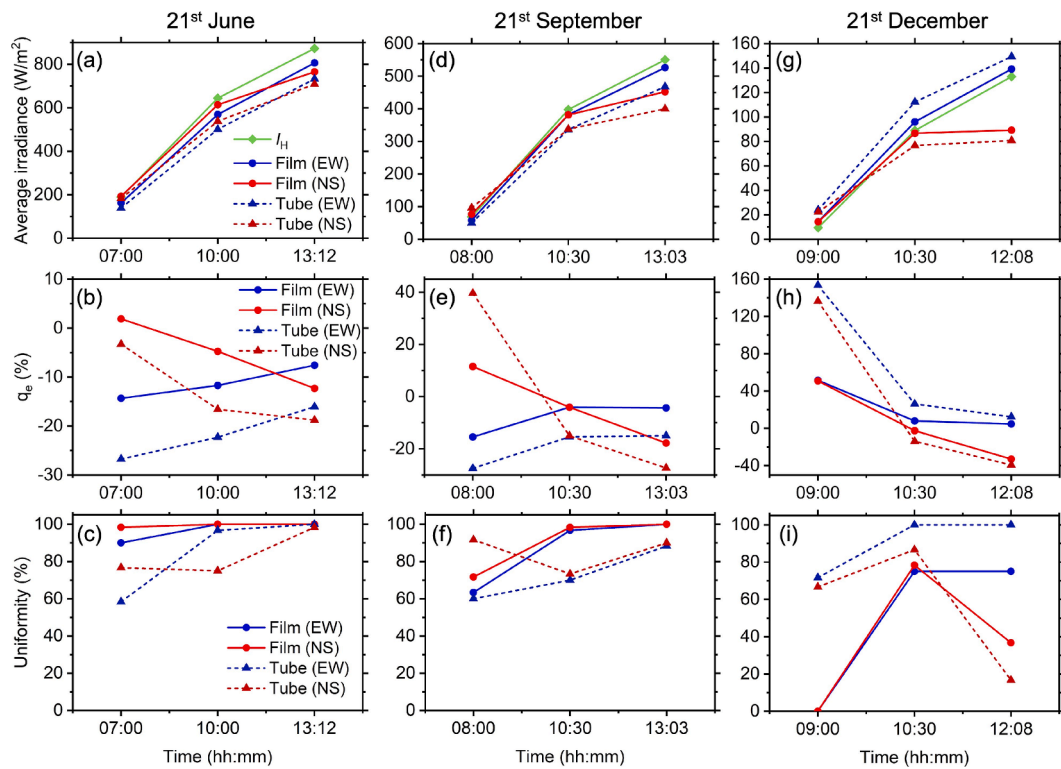 21st June
21st September
21st December
(a)
Average irradiance (W/m²)
800
600
400
200
0
I_H
Film (EW)
Film (NS)
Tube (EW)
Tube (NS)
07:00
10:00
13:12
(d)
600
500
400
300
200
100
0
08:00
10:30
13:03
(g)
160
140
120
100
80
60
40
20
0
09:00
10:30
12:08
(b)
qₑ (%)
10
0
-10
-20
-30
Film (EW)
Film (NS)
Tube (EW)
Tube (NS)
07:00
10:00
13:12
(e)
40
20
0
-20
08:00
10:30
13:03
(h)
160
120
80
40
0
-40
09:00
10:30
12:08
(c)
Uniformity (%)
100
80
60
40
20
0
Film (EW)
Film (NS)
Tube (EW)
Tube (NS)
07:00
10:00
13:12
Time (hh:mm)
(f)
100
80
60
40
20
0
08:00
10:30
13:03
Time (hh:mm)
(i)
100
80
60
40
20
0
09:00
10:30
12:08
Time (hh:mm)